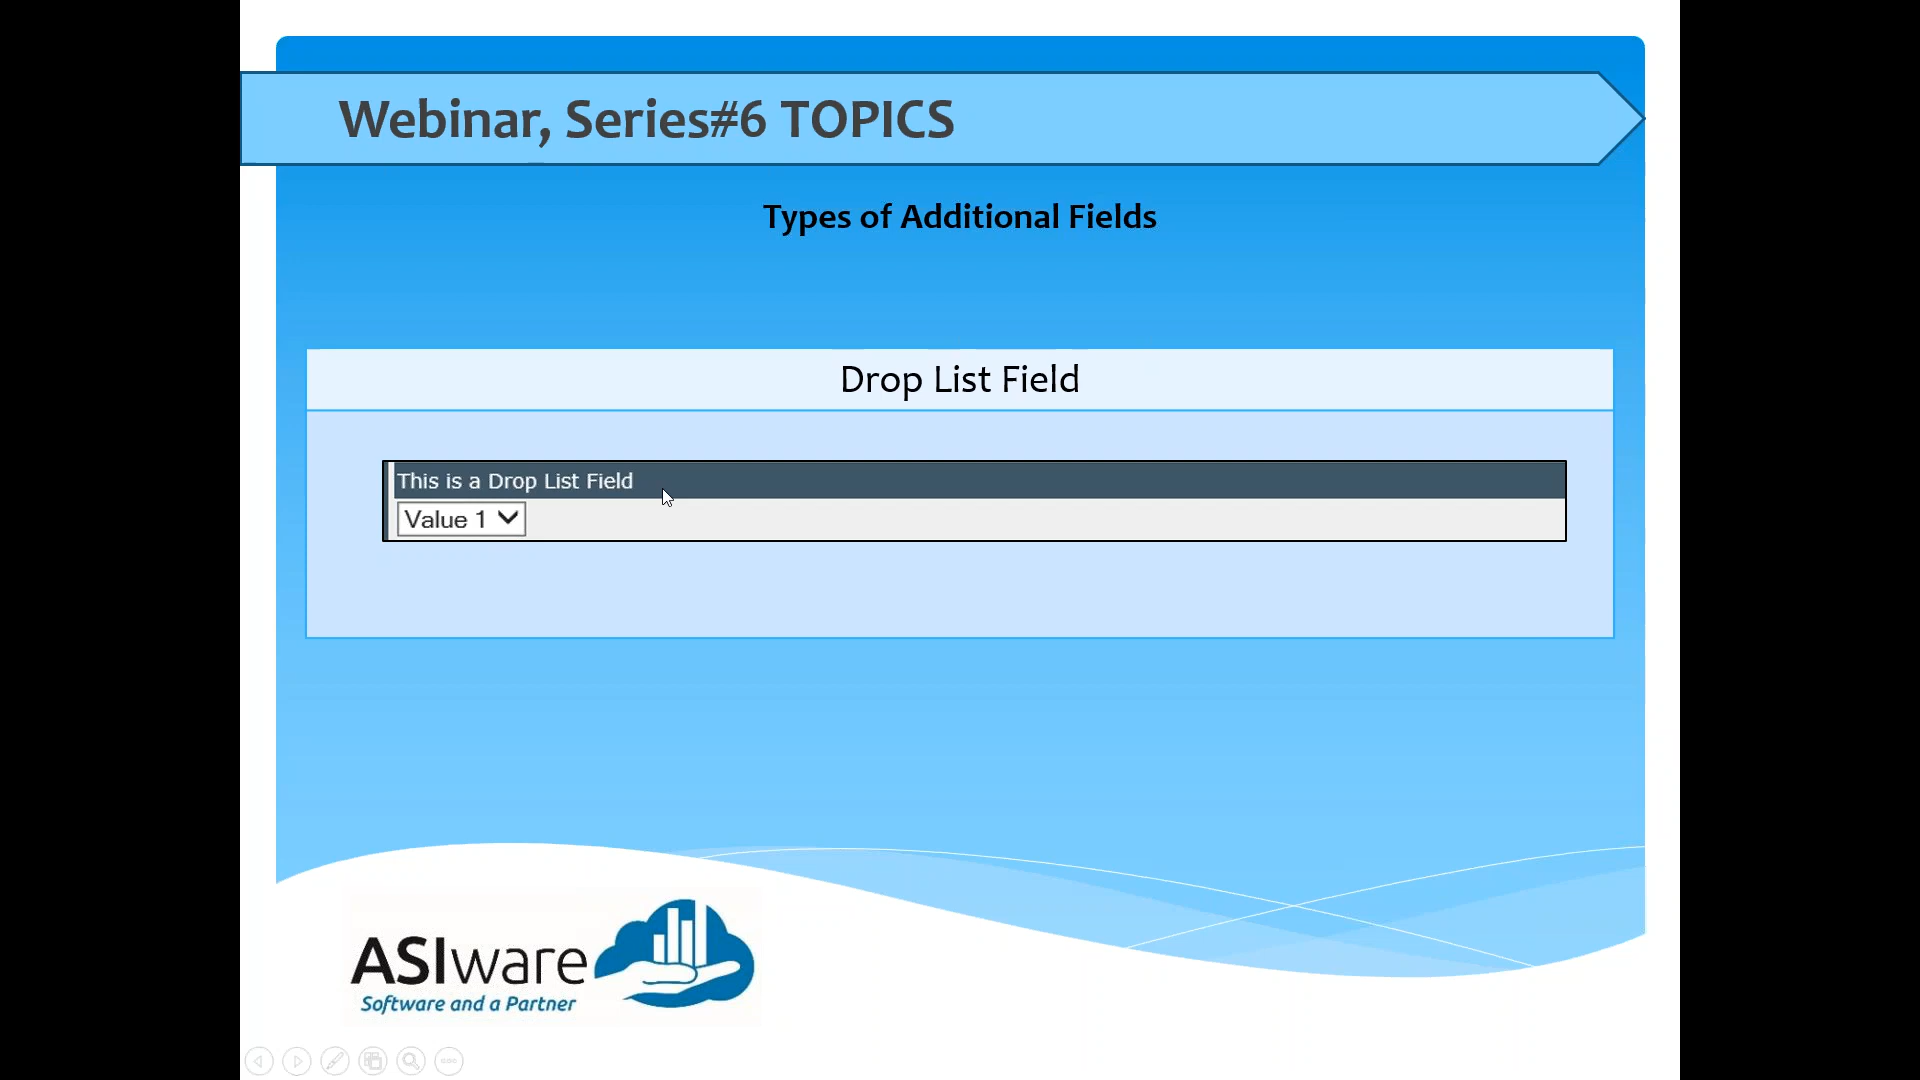 Webinar, Series#6 TOPICS
Types of Additional Fields
Drop List Field
This is a Drop List Field
Value 1
ASIware
Software and a Partner